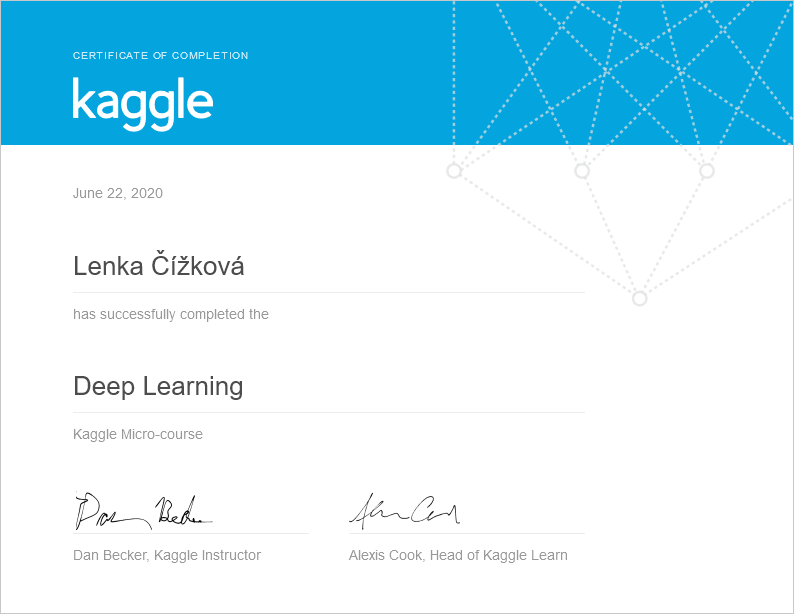 CERTIFICATE OF COMPLETION
kaggle
June 22, 2020
Lenka Čížková
has successfully completed the
Deep Learning
Kaggle Micro-course
Dan Becker
Alexis Cook
Dan Becker, Kaggle Instructor
Alexis Cook, Head of Kaggle Learn